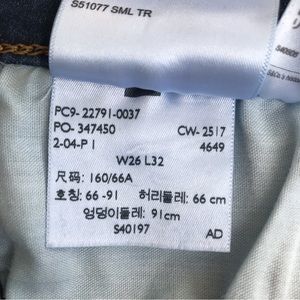 S51077 SML TR
PC9- 22791-0037
PO- 347450 CW- 2517
2-04-P1 4649
W26 L32
尺码: 160/66A
호칭: 66 -91 허리둘레: 66 cm
엉덩이둘레: 91cm
S40197 AD